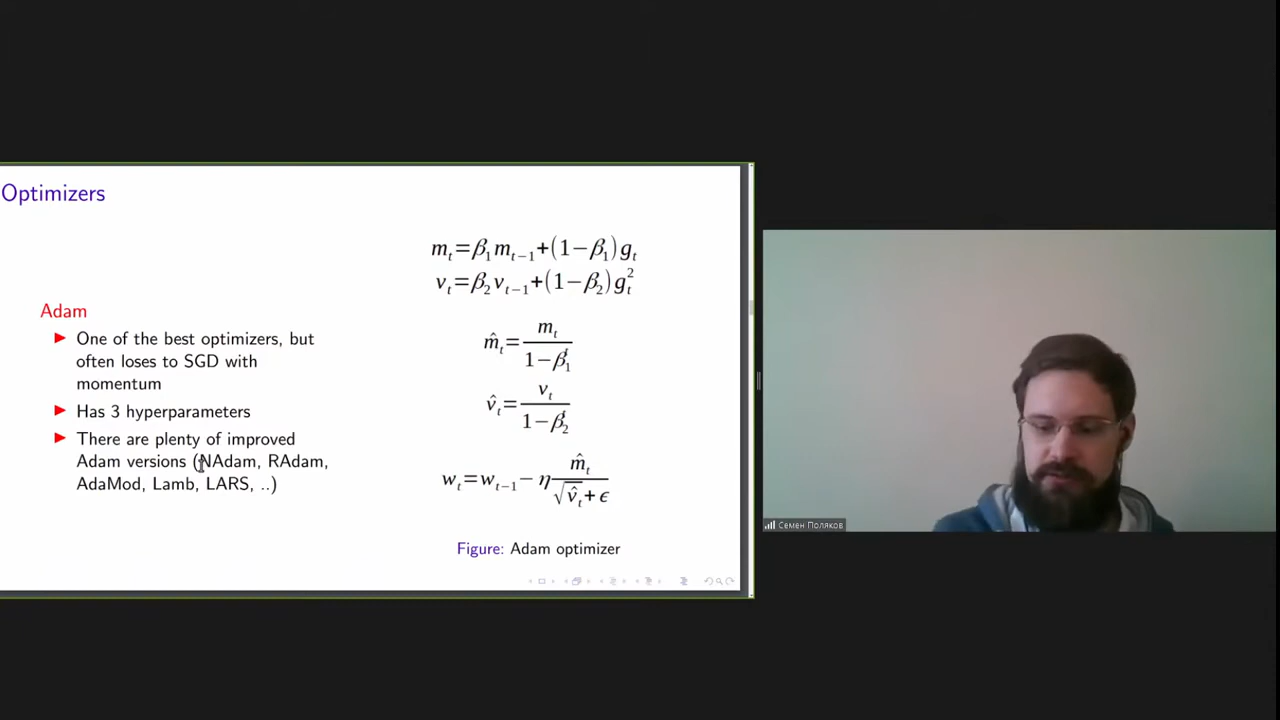 Optimizers
Adam
One of the best optimizers, but
often loses to SGD with
momentum
Has 3 hyperparameters
There are plenty of improved
Adam versions (NAdam, RAdam,
AdaMod, Lamb, LARS, ..)
m_t=β_1 m_{t−1}+(1−β_1)g_t
v_t=β_2 v_{t−1}+(1−β_2)g_t^2
m̂_t=m_t/(1−β_1^t)
v̂_t=v_t/(1−β_2^t)
w_t=w_{t−1}−η m̂_t/(√v̂_t+ϵ)
Figure: Adam optimizer
Семен Поляков